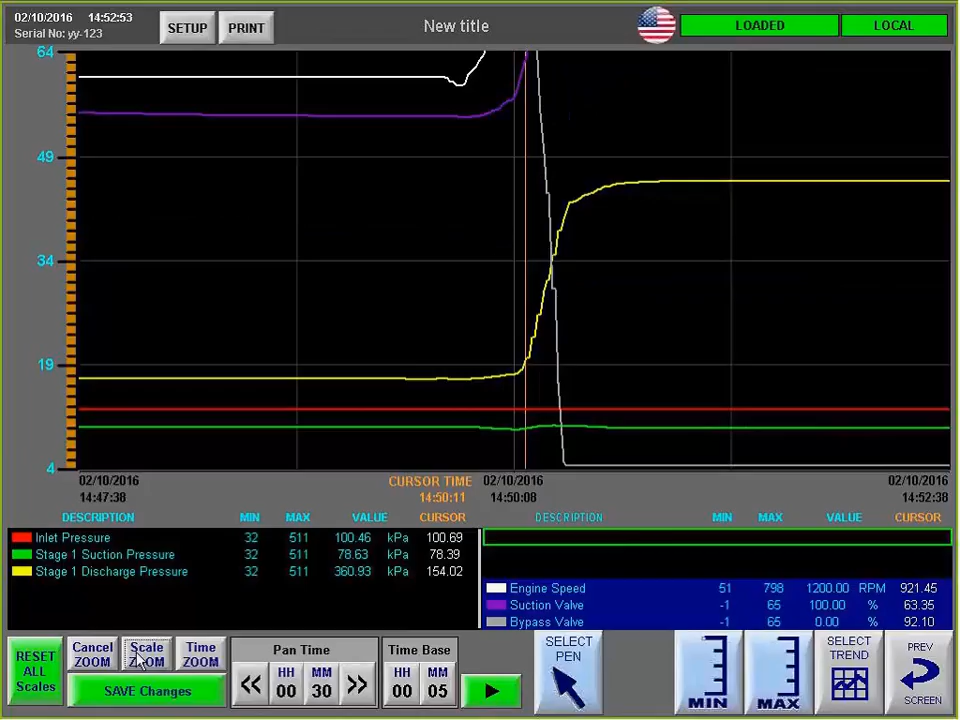 02/10/2016 14:52:53
Serial No: yy-123
SETUP
PRINT
New title
LOADED
LOCAL
64
49
34
19
4
02/10/2016
14:47:38
CURSOR TIME
14:50:11
02/10/2016
14:50:08
02/10/2016
14:52:38
DESCRIPTION MIN MAX VALUE CURSOR
Inlet Pressure 32 511 100.46 kPa 100.69
Stage 1 Suction Pressure 32 511 78.63 kPa 78.39
Stage 1 Discharge Pressure 32 511 360.93 kPa 154.02
DESCRIPTION MIN MAX VALUE CURSOR
Engine Speed 51 798 1200.00 RPM 921.45
Suction Valve -1 65 100.00 % 63.35
Bypass Valve -1 65 0.00 % 92.10
RESET
ALL
Scales
Cancel
ZOOM
Scale
ZOOM
Time
ZOOM
SAVE Changes
Pan Time
HH
00
MM
30
Time Base
HH
00
MM
05
SELECT
PEN
MIN
MAX
SELECT
TREND
PREV
SCREEN